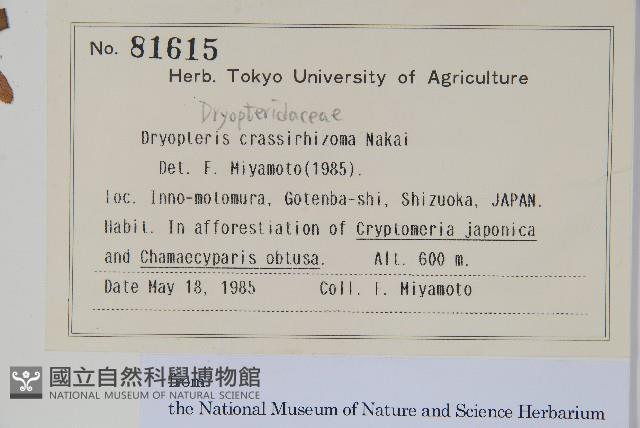 No. 81615
Herb. Tokyo University of Agriculture
Dryopteridaceae
Dryopteris crassirhizoma Nakai
Det. F. Miyamoto(1985).
loc. Inno-motomura, Gotenba-shi, Shizuoka, JAPAN.
Habit. In afforestiation of Cryptomeria japonica
and Chamaecyparis obtusa. Alt. 600 m.
Date May 18, 1985 Coll. F. Miyamoto
國立自然科學博物館
NATIONAL MUSEUM OF NATURAL SCIENCE
from
the National Museum of Nature and Science Herbarium